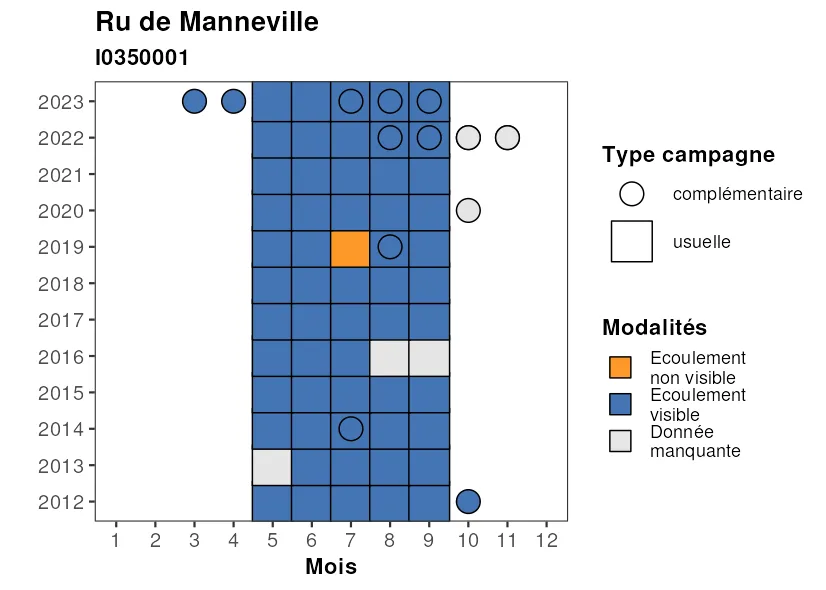 Ru de Manneville
I0350001
2023
2022
2021
2020
2019
2018
2017
2016
2015
2014
2013
2012
1 2 3 4 5 6 7 8 9 10 11 12
Mois
Type campagne
complémentaire
usuelle
Modalités
Ecoulement
non visible
Ecoulement
visible
Donnée
manquante